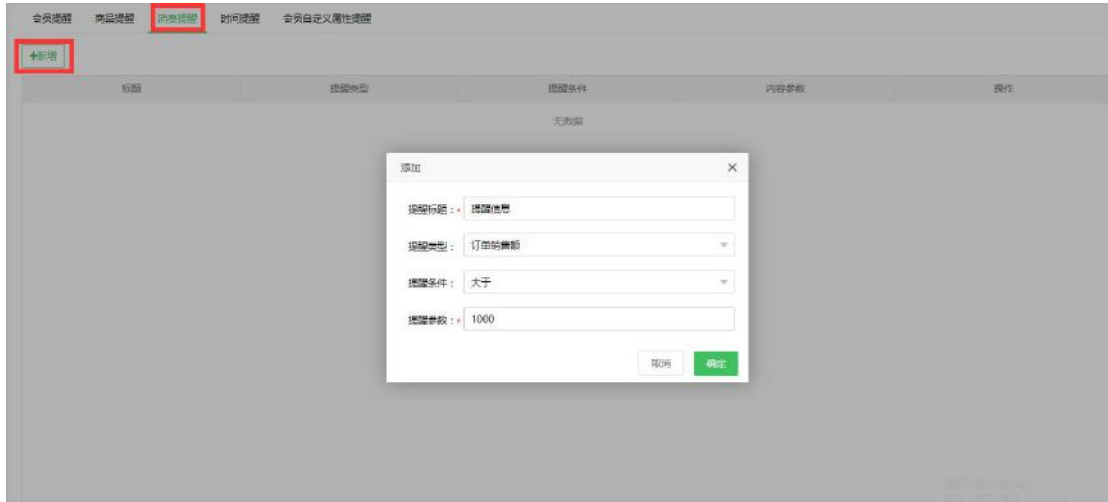 会员提醒 商品提醒 消费提醒 时间提醒 会员自定义属性提醒
+新增
标题 提醒类型 提醒条件 内容参数 操作
无数据
添加 ×
提醒标题：* 提醒信息
提醒类型： 订单销售额
提醒条件： 大于
提醒参数：* 1000
取消 确定